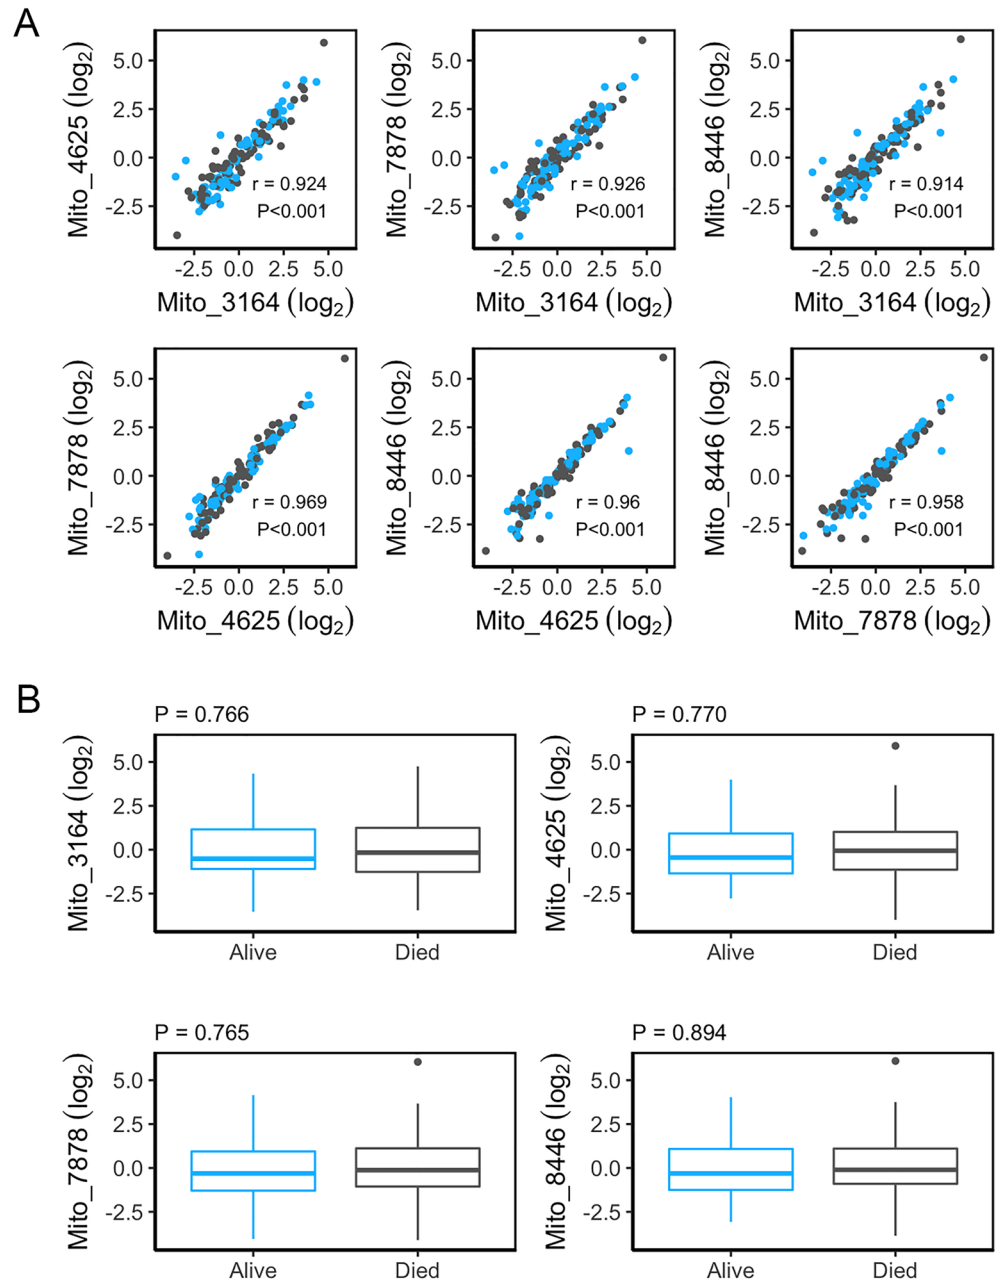 A
Mito_4625 (log2)
5.0
2.5
0.0
-2.5
r = 0.924
P<0.001
-2.5 0.0 2.5 5.0
Mito_3164 (log2)
Mito_7878 (log2)
5.0
2.5
0.0
-2.5
r = 0.926
P<0.001
-2.5 0.0 2.5 5.0
Mito_3164 (log2)
Mito_8446 (log2)
5.0
2.5
0.0
-2.5
r = 0.914
P<0.001
-2.5 0.0 2.5 5.0
Mito_3164 (log2)
Mito_7878 (log2)
5.0
2.5
0.0
-2.5
r = 0.969
P<0.001
-2.5 0.0 2.5 5.0
Mito_4625 (log2)
Mito_8446 (log2)
5.0
2.5
0.0
-2.5
r = 0.96
P<0.001
-2.5 0.0 2.5 5.0
Mito_4625 (log2)
Mito_8446 (log2)
5.0
2.5
0.0
-2.5
r = 0.958
P<0.001
-2.5 0.0 2.5 5.0
Mito_7878 (log2)
B
P = 0.766
Mito_3164 (log2)
5.0
2.5
0.0
-2.5
Alive Died
P = 0.770
Mito_4625 (log2)
5.0
2.5
0.0
-2.5
Alive Died
P = 0.765
Mito_7878 (log2)
5.0
2.5
0.0
-2.5
Alive Died
P = 0.894
Mito_8446 (log2)
5.0
2.5
0.0
-2.5
Alive Died